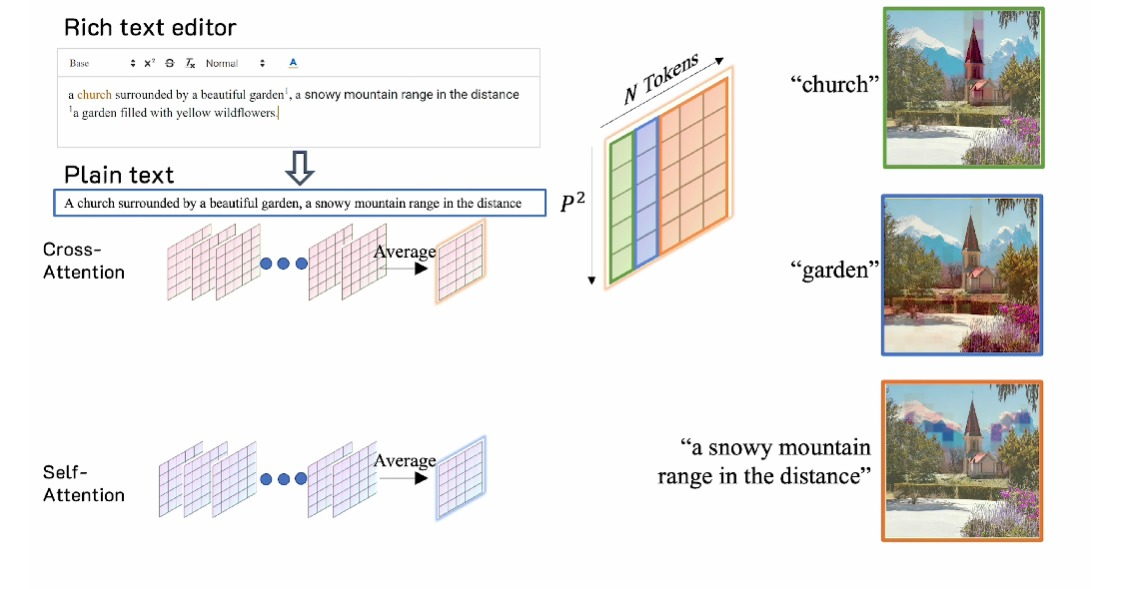 Rich text editor
Base X² S Tx Normal A
a church surrounded by a beautiful garden¹, a snowy mountain range in the distance
¹a garden filled with yellow wildflowers.
Plain text
A church surrounded by a beautiful garden, a snowy mountain range in the distance
Cross-
Attention
Average
Self-
Attention
Average
N Tokens
P²
“church”
“garden”
“a snowy mountain
range in the distance”